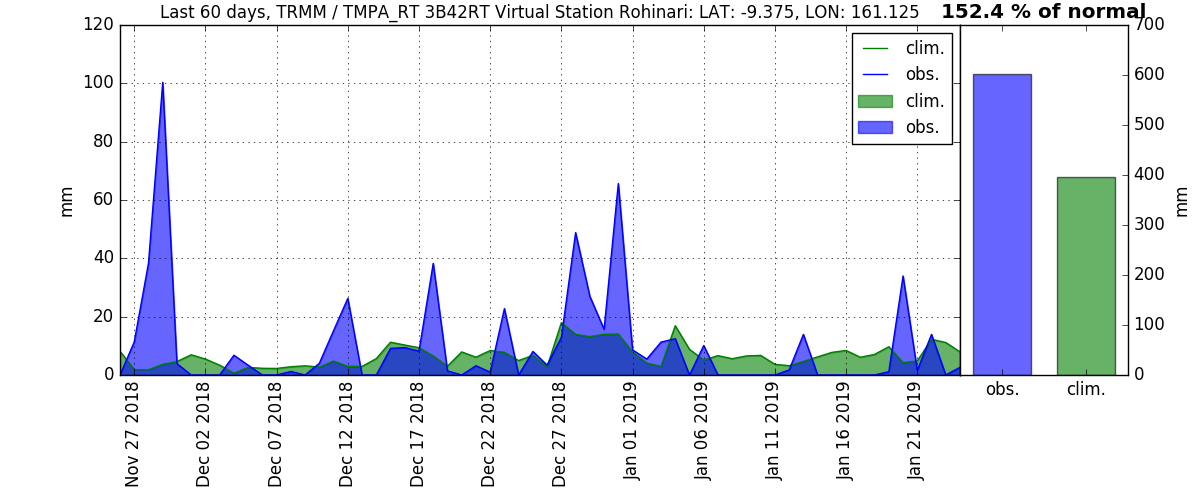 Last 60 days, TRMM / TMPA_RT 3B42RT Virtual Station Rohinari: LAT: -9.375, LON: 161.125
152.4 % of normal
120
100
80
60
40
20
0
mm
clim.
obs.
clim.
obs.
700
600
500
400
300
200
100
0
mm
Nov 27 2018
Dec 02 2018
Dec 07 2018
Dec 12 2018
Dec 17 2018
Dec 22 2018
Dec 27 2018
Jan 01 2019
Jan 06 2019
Jan 11 2019
Jan 16 2019
Jan 21 2019
obs.
clim.